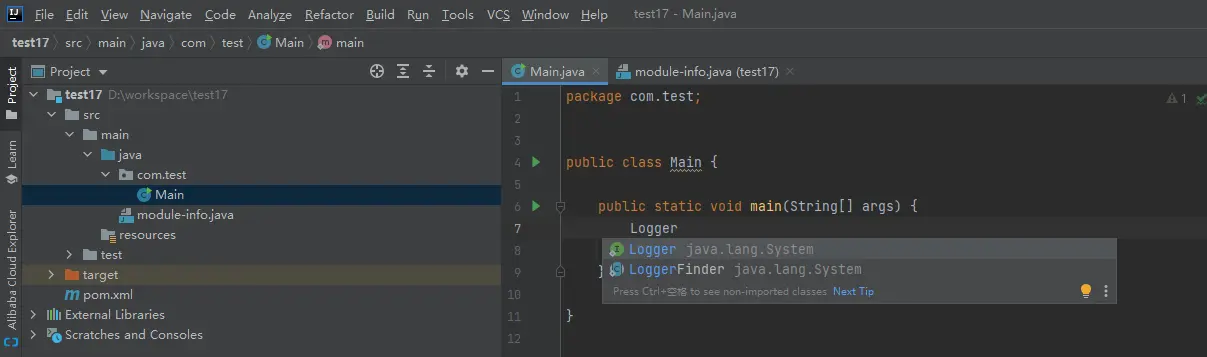 File Edit View Navigate Code Analyze Refactor Build Run Tools VCS Window Help test17 - Main.java
test17 src main java com test Main main
Project
Learn
Alibaba Cloud Explorer
Project
test17 D:\workspace\test17
src
main
java
com.test
Main
module-info.java
resources
test
target
pom.xml
External Libraries
Scratches and Consoles
Main.java module-info.java (test17)
1 package com.test; 1
2
3
4 public class Main {
5
6 public static void main(String[] args) {
7 Logger
8 Logger java.lang.System
9 } LoggerFinder java.lang.System
10 Press Ctrl+空格 to see non-imported classes Next Tip
11 }
12